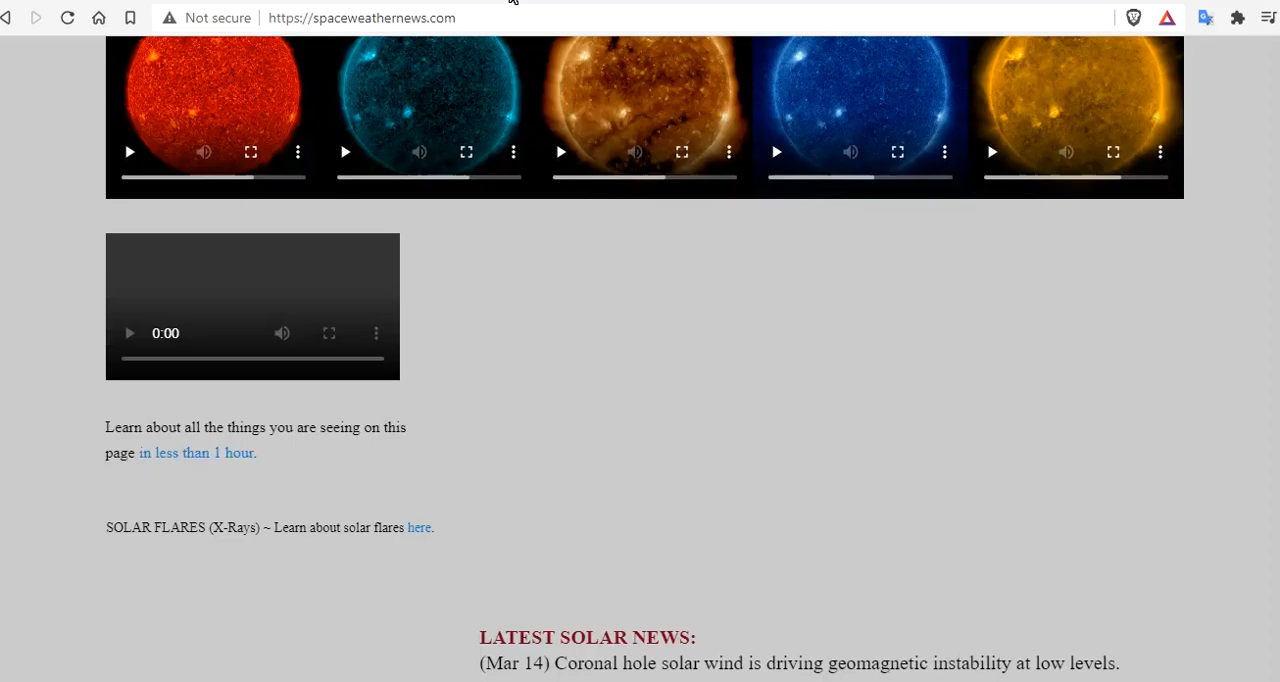 Not secure
https://spaceweathernews.com
0:00
Learn about all the things you are seeing on this
page in less than 1 hour.
SOLAR FLARES (X-Rays) ~ Learn about solar flares here.
LATEST SOLAR NEWS:
(Mar 14) Coronal hole solar wind is driving geomagnetic instability at low levels.